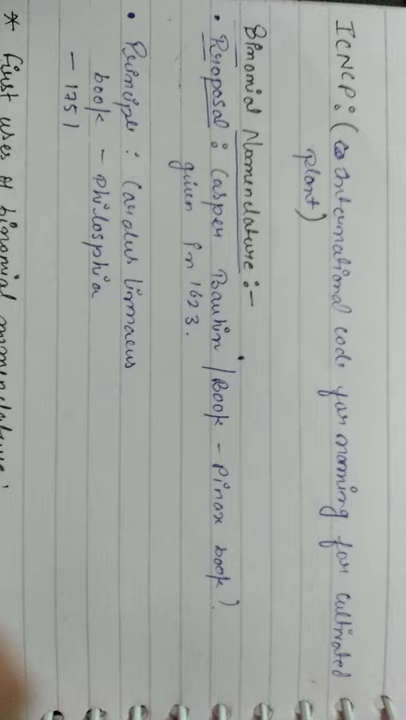 ICNCP: (International code for naming for cultivated
plant)
Binomial Nomenclature :-
• Proposal : Casper Bauhin (Book - Pinax book)
given in 1623.
• Principle : Carolus linnaeus
book - Philosphia
- 1751
* first uses of binomial nomenclature :